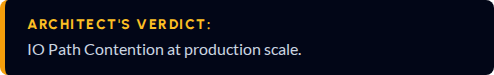 ARCHITECT'S VERDICT:
IO Path Contention at production scale.